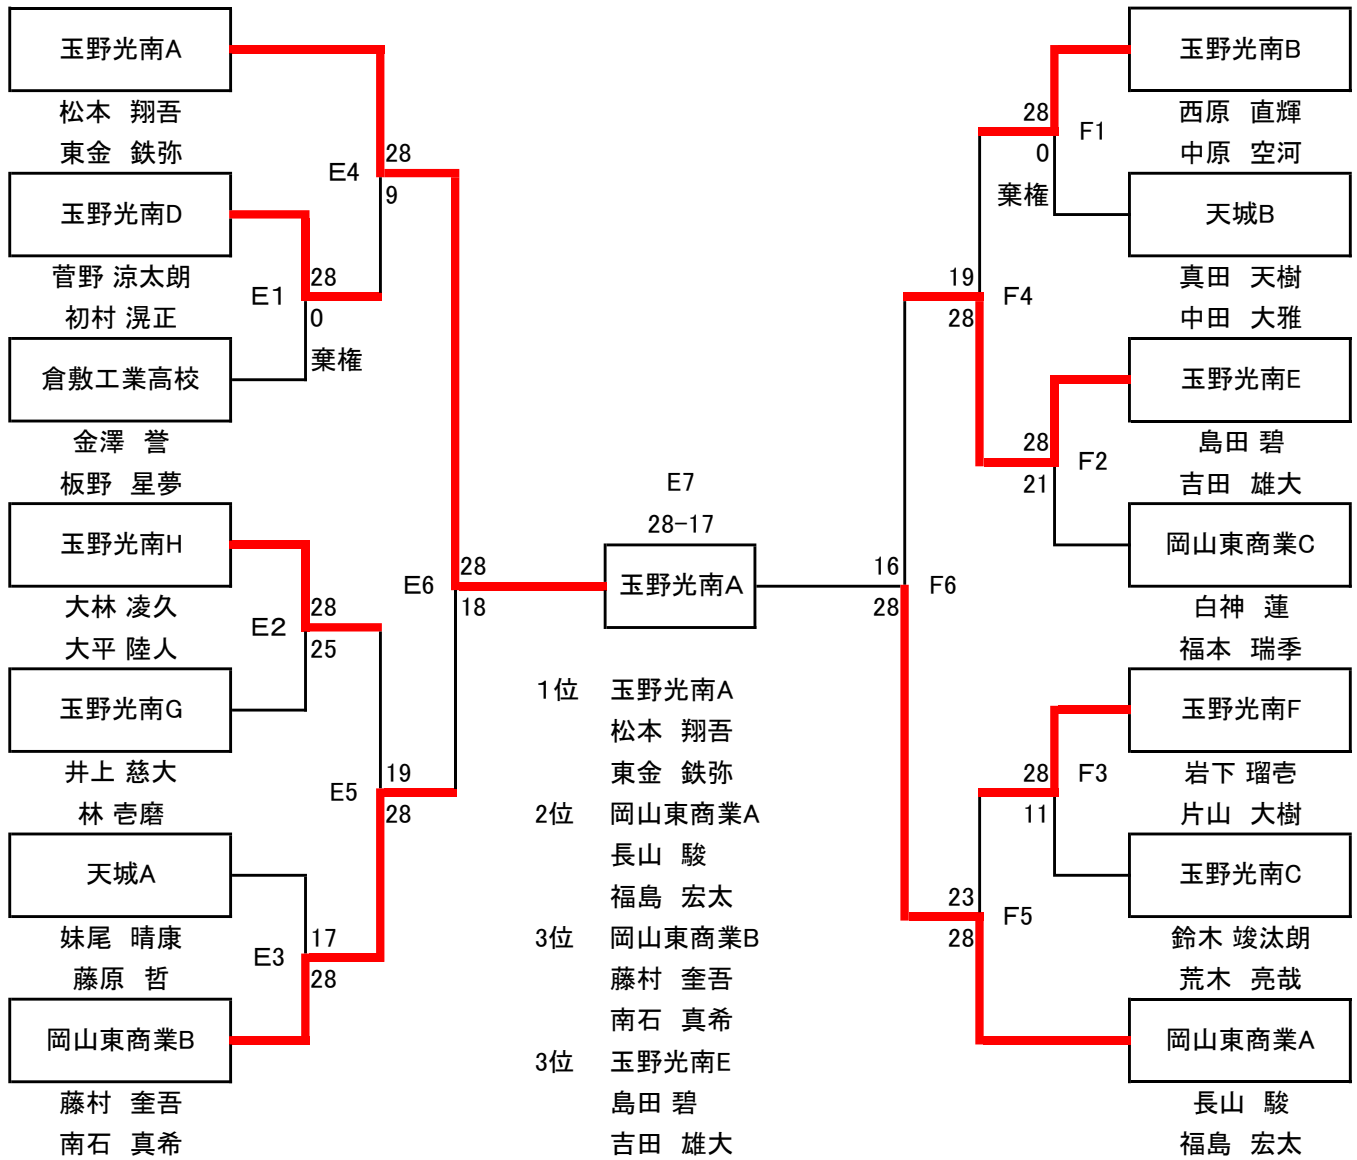 玉野光南A
松本　翔吾
東金　鉄弥
玉野光南D
菅野 涼太朗
初村 滉正
倉敷工業高校
金澤　誉
板野　星夢
玉野光南H
大林 凌久
大平 陸人
玉野光南G
井上 慈大
林 壱磨
天城A
妹尾　晴康
藤原　哲
岡山東商業B
藤村　奎吾
南石　真希
E4
28
9
E1
28
0
棄権
E2
28
25
E5
19
28
E3
17
28
E6
28
18
E7
28-17
玉野光南A
1位　玉野光南A
松本　翔吾
東金　鉄弥
2位　岡山東商業A
長山　駿
福島　宏太
3位　岡山東商業B
藤村　奎吾
南石　真希
3位　玉野光南E
島田 碧
吉田　雄大
16
28
F6
19
28
F4
23
28
F5
28
0
棄権
F1
28
21
F2
28
11
F3
玉野光南B
西原　直輝
中原　空河
天城B
真田　天樹
中田　大雅
玉野光南E
島田 碧
吉田　雄大
岡山東商業C
白神　蓮
福本　瑞季
玉野光南F
岩下 瑠壱
片山　大樹
玉野光南C
鈴木 竣汰朗
荒木　亮哉
岡山東商業A
長山　駿
福島　宏太